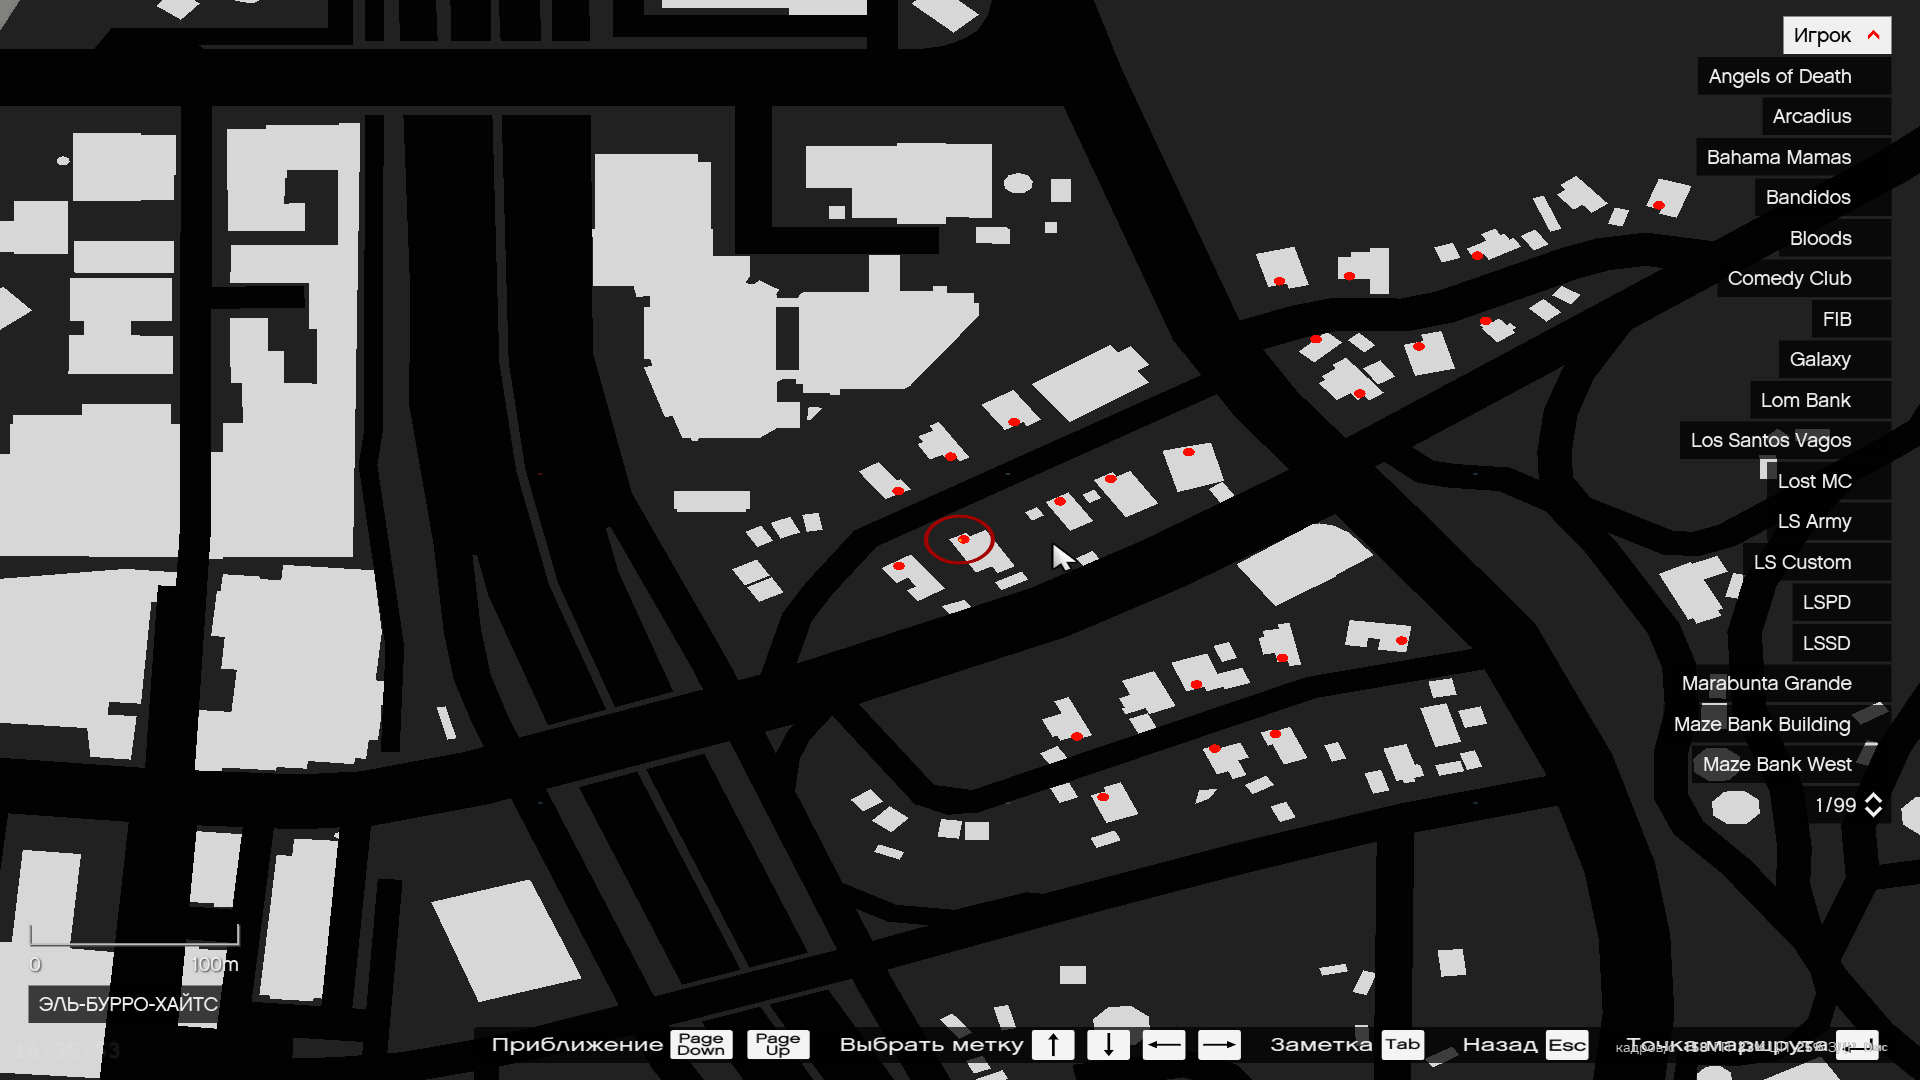 Игрок
Angels of Death
Arcadius
Bahama Mamas
Bandidos
Bloods
Comedy Club
FIB
Galaxy
Lom Bank
Los Santos Vagos
Lost MC
LS Army
LS Custom
LSPD
LSSD
Marabunta Grande
Maze Bank Building
Maze Bank West
1/99
0 100m
ЭЛЬ-БУРРО-ХАЙТС
Приближение Page Down Page Up Выбрать метку ↑ ↓ ← → Заметка Tab Назад Esc Точка маршрута